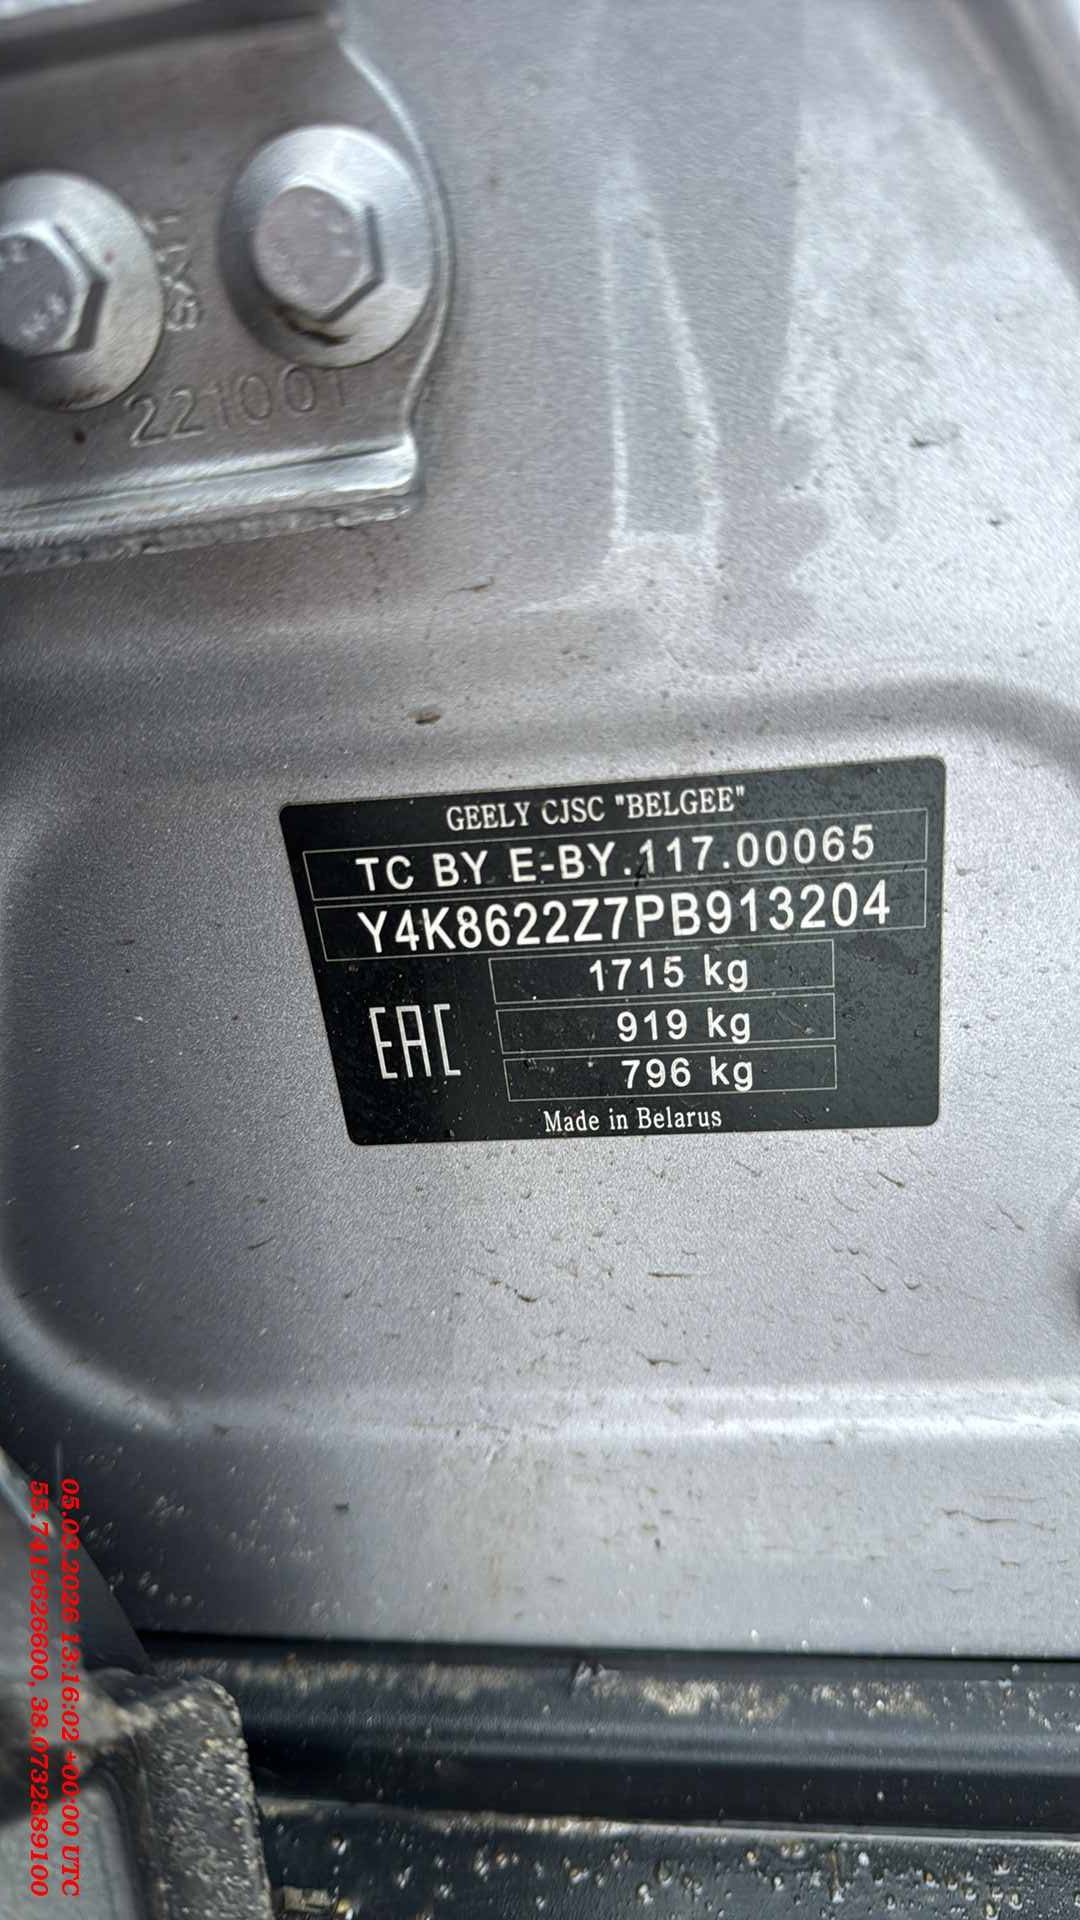 221001
GEELY CJSC "BELGEE"
TC BY E-BY.117.00065
Y4K8622Z7PB913204
1715 kg
919 kg
796 kg
EAC
Made in Belarus
05.03.2026 13:16:02 +00:00 UTC
55.7419626600, 38.0732889100